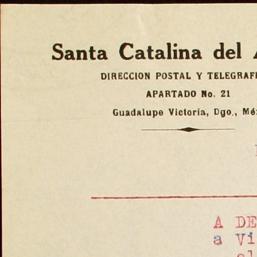 Santa Catalina del
DIRECCION POSTAL Y TELEGRAFI
APARTADO No. 21
Guadalupe Victoria, Dgo., Méx
A DE
a Vi